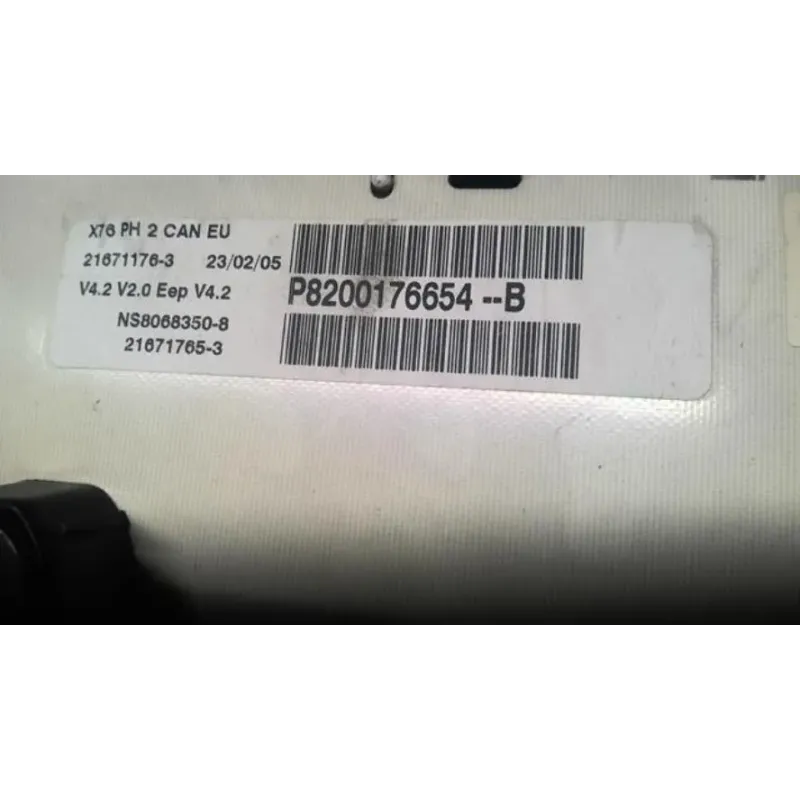 X76 PH 2 CAN EU
21671176-3 23/02/05
V4.2 V2.0 Eep V4.2
P8200176654 --B
NS8068350-8
21671765-3